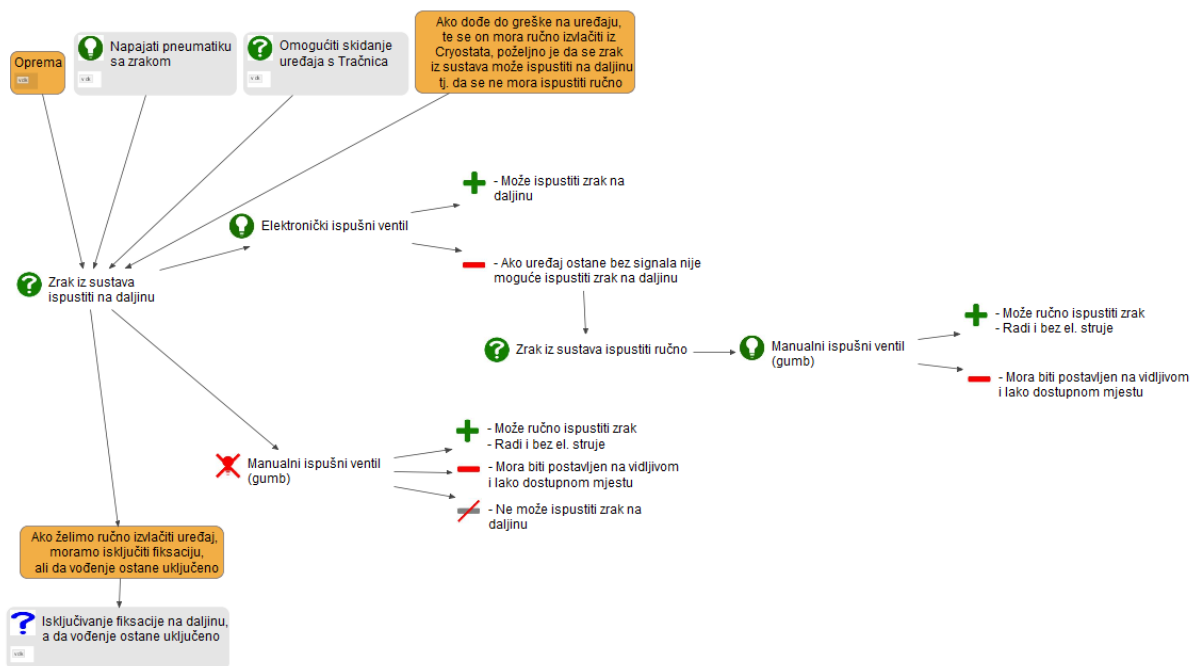 Oprema
Napajati pneumatiku
sa zrakom
Omogućiti skidanje
uređaja s Tračnica
Ako dođe do greške na uređaju,
te se on mora ručno izvlačiti iz
Cryostata, poželjno je da se zrak
iz sustava može ispustiti na daljinu
tj. da se ne mora ispustiti ručno
- Može ispustiti zrak na
daljinu
Elektronički ispušni ventil
- Ako uređaj ostane bez signala nije
moguće ispustiti zrak na daljinu
Zrak iz sustava
ispustiti na daljinu
Zrak iz sustava ispustiti ručno
Manualni ispušni ventil
(gumb)
- Može ručno ispustiti zrak
- Radi i bez el. struje
- Mora biti postavljen na vidljivom
i lako dostupnom mjestu
Manualni ispušni ventil
(gumb)
- Može ručno ispustiti zrak
- Radi i bez el. struje
- Mora biti postavljen na vidljivom
i lako dostupnom mjestu
- Ne može ispustiti zrak na
daljinu
Ako želimo ručno izvlačiti uređaj,
moramo isključiti fiksaciju,
ali da vođenje ostane uključeno
Isključivanje fiksacije na daljinu,
a da vođenje ostane uključeno